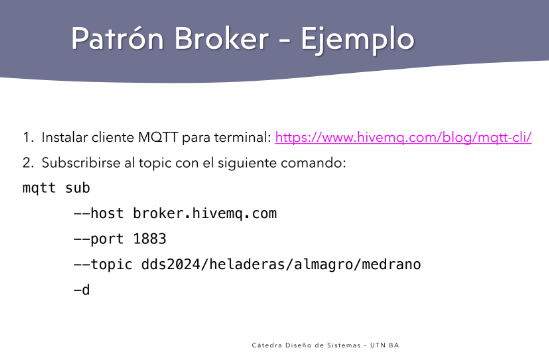 Patrón Broker - Ejemplo
1. Instalar cliente MQTT para terminal: https://www.hivemq.com/blog/mqtt-cli/
2. Subscribirse al topic con el siguiente comando:
mqtt sub
--host broker.hivemq.com
--port 1883
--topic dds2024/heladeras/almagro/medrano
-d
Cátedra Diseño de Sistemas - UTN BA